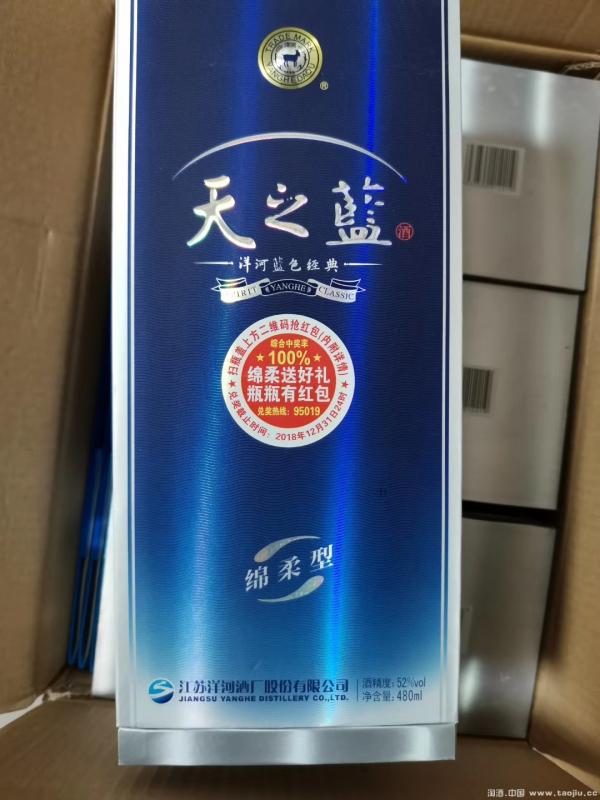 TRADE MARK
YANGHEDAQU
®
天之藍
酒
洋河蓝色经典
SPIRIT YANGHE CLASSIC
扫瓶盖上方二维码抢红包(内附详情)
综合中奖率
100%
绵柔送好礼
瓶瓶有红包
兑奖热线:95019
兑奖截止时间:2018年12月31日24时
绵柔型
江苏洋河酒厂股份有限公司
JIANGSU YANGHE DISTILLERY CO.,LTD.
酒精度:52%vol
净含量:480ml
淘酒.中国 www.taojiu.cc